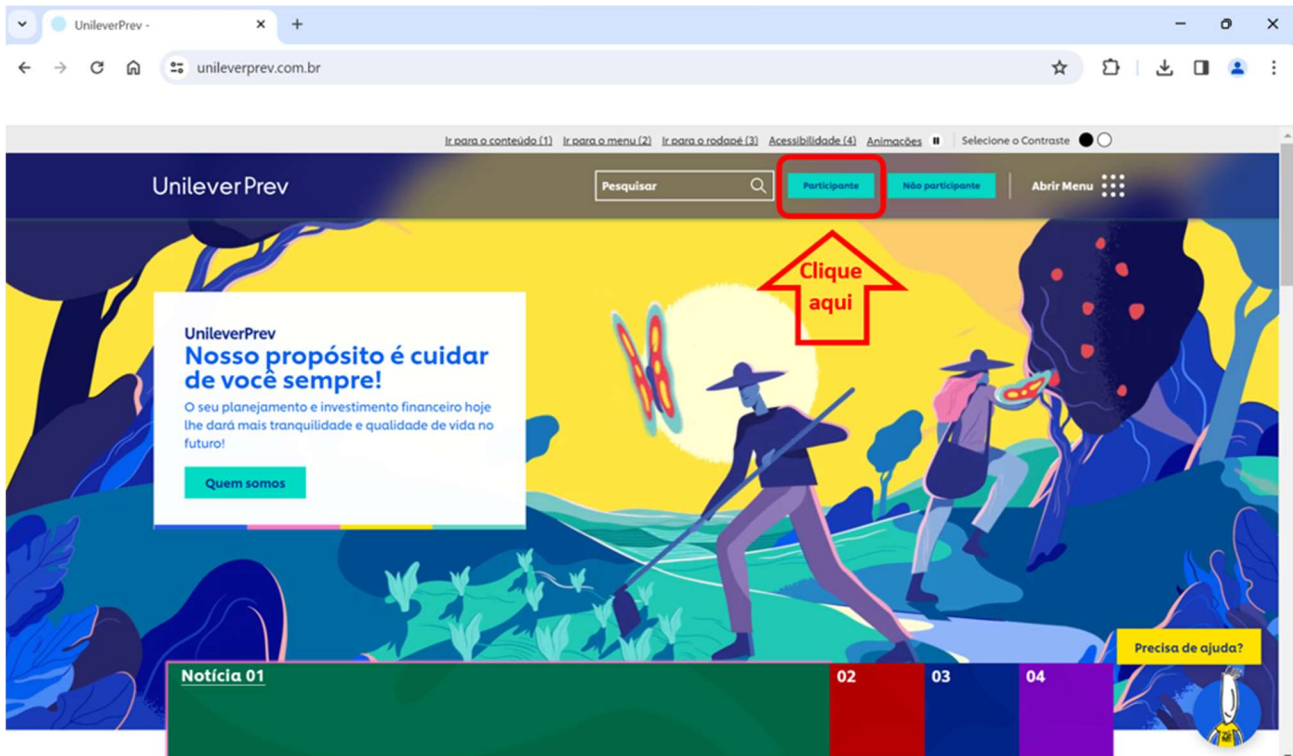 UnileverPrev -
unileverprev.com.br
Ir para o conteúdo (1) Ir para o menu (2) Ir para o rodapé (3) Acessibilidade (4) Animações Selecione o Contraste
UnileverPrev
Pesquisar
Participante
Não participante
Abrir Menu
Clique
aqui
UnileverPrev
Nosso propósito é cuidar
de você sempre!
O seu planejamento e investimento financeiro hoje
lhe dará mais tranquilidade e qualidade de vida no
futuro!
Quem somos
Precisa de ajuda?
Notícia 01
02
03
04